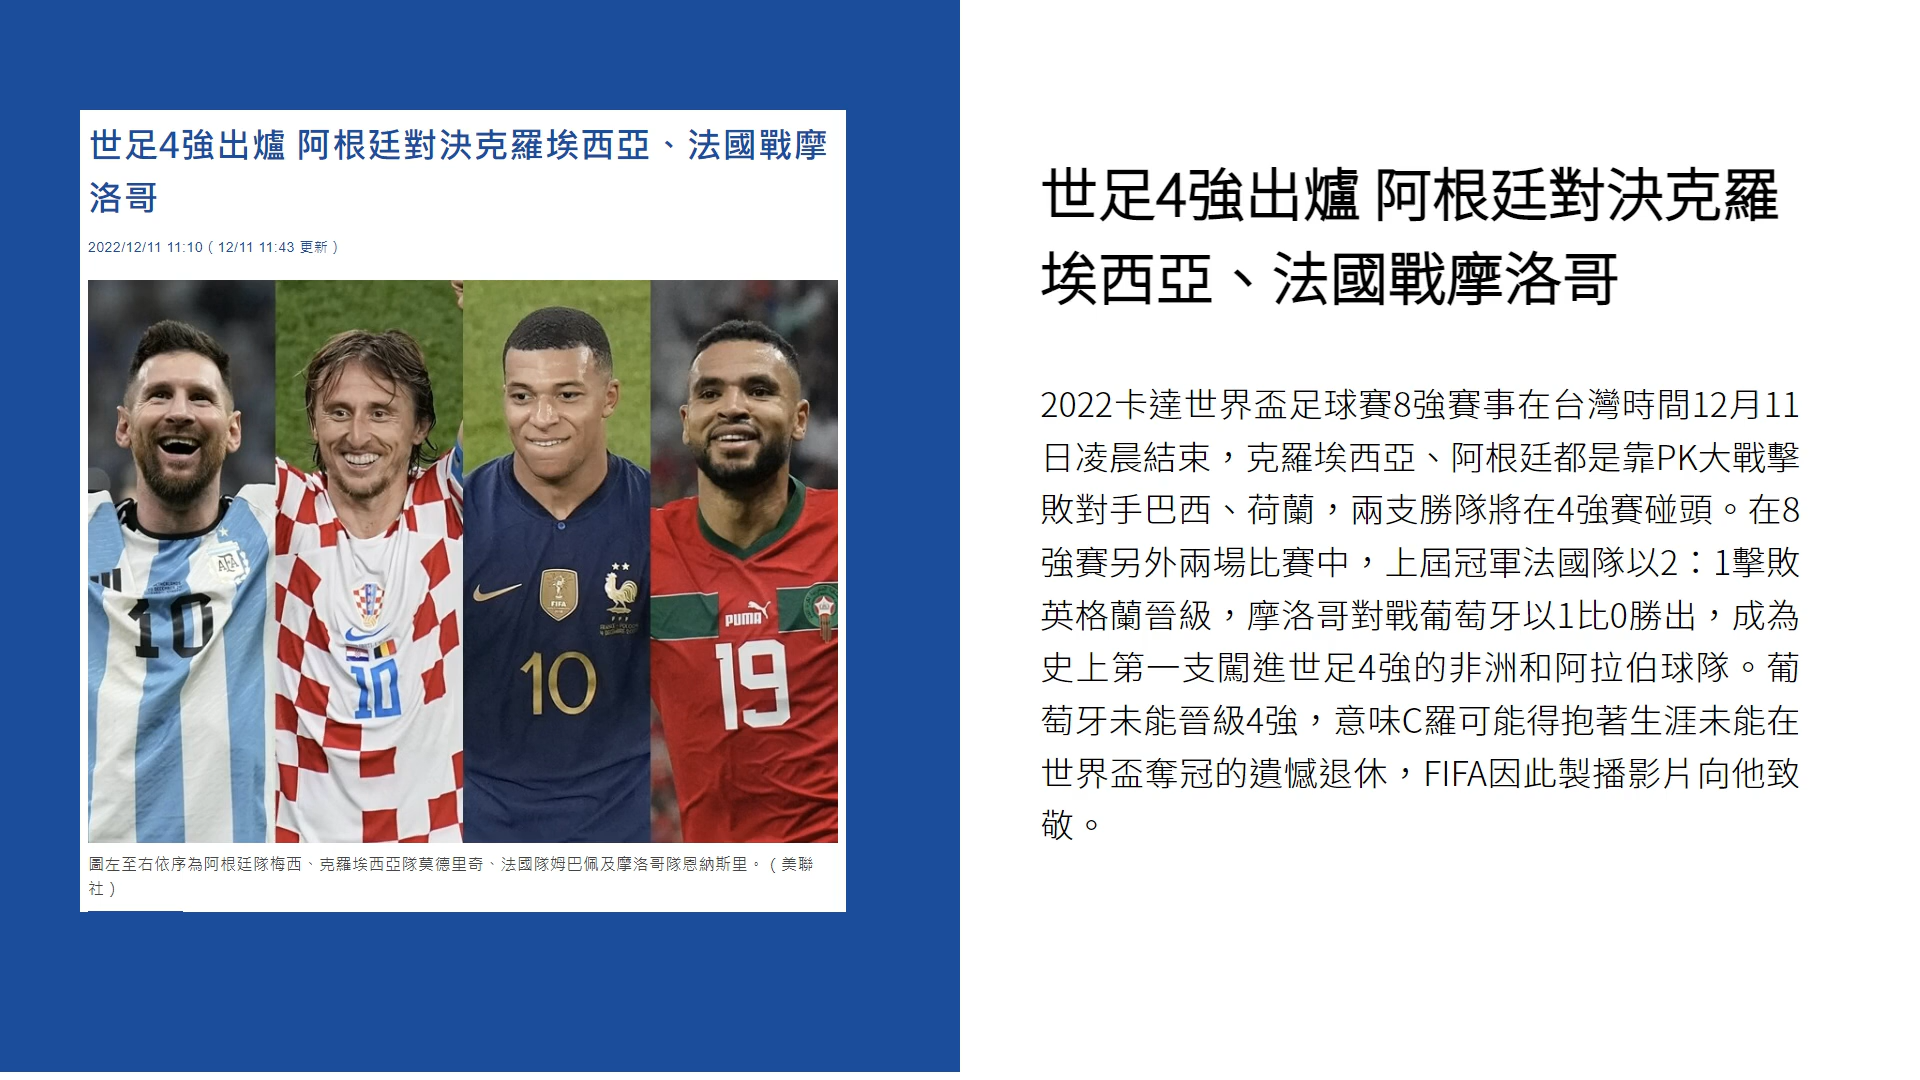 世足4強出爐 阿根廷對決克羅埃西亞、法國戰摩
洛哥
2022/12/11 11:10（12/11 11:43 更新）
10
10
FIFA
10
PUMA
19
圖左至右依序為阿根廷隊梅西、克羅埃西亞隊莫德里奇、法國隊姆巴佩及摩洛哥隊恩納斯里。（美聯
社）
世足4強出爐 阿根廷對決克羅
埃西亞、法國戰摩洛哥
2022卡達世界盃足球賽8強賽事在台灣時間12月11
日凌晨結束，克羅埃西亞、阿根廷都是靠PK大戰擊
敗對手巴西、荷蘭，兩支勝隊將在4強賽碰頭。在8
強賽另外兩場比賽中，上屆冠軍法國隊以2：1擊敗
英格蘭晉級，摩洛哥對戰葡萄牙以1比0勝出，成為
史上第一支闖進世足4強的非洲和阿拉伯球隊。葡
萄牙未能晉級4強，意味C羅可能得抱著生涯未能在
世界盃奪冠的遺憾退休，FIFA因此製播影片向他致
敬。